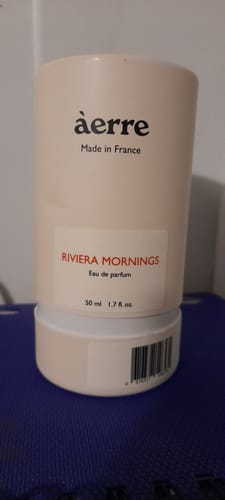 àerre
Made in France
RIVIERA MORNINGS
Eau de parfum
50 ml 1.7 fl. oz.